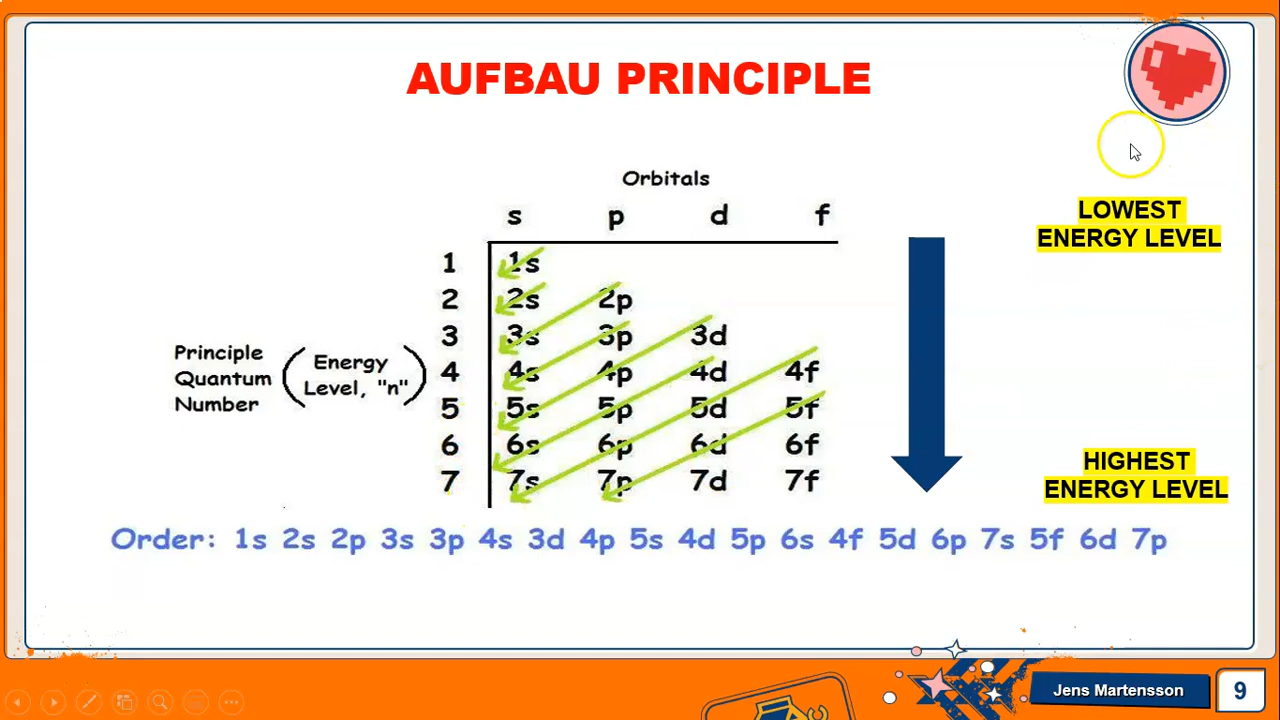 AUFBAU PRINCIPLE
Orbitals
s p d f
1 1s
2 2s 2p
3 3s 3p 3d
4 4s 4p 4d 4f
5 5s 5p 5d 5f
6 6s 6p 6d 6f
7 7s 7p 7d 7f
Principle
Quantum
Number
(Energy
Level, "n")
LOWEST
ENERGY LEVEL
HIGHEST
ENERGY LEVEL
Order: 1s 2s 2p 3s 3p 4s 3d 4p 5s 4d 5p 6s 4f 5d 6p 7s 5f 6d 7p
Jens Martensson
9